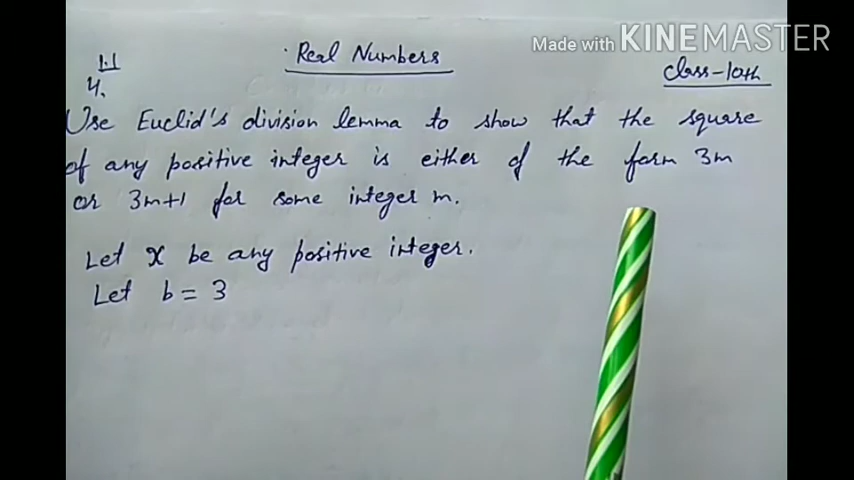 Made with KINEMASTER
Real Numbers
1.1
Class-10th
4.
Use Euclid's division lemma to show that the square
of any positive integer is either of the form 3m
or 3m+1 for some integer m.
Let x be any positive integer.
Let b = 3